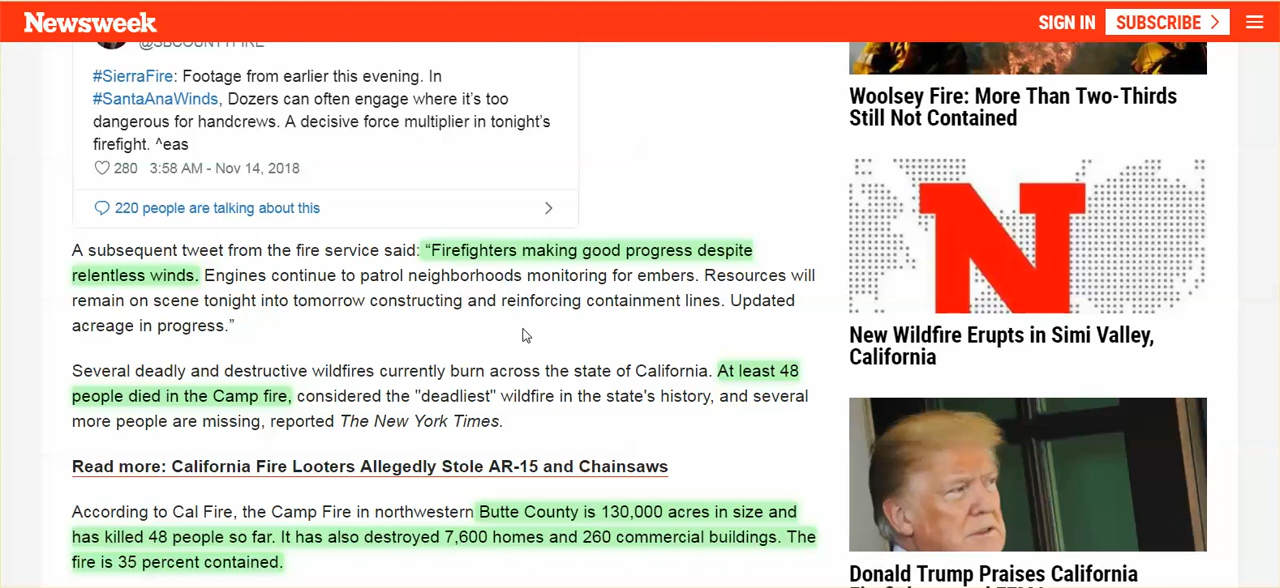 Newsweek
SIGN IN
SUBSCRIBE
@SBCOUNTYFIRE
#SierraFire: Footage from earlier this evening. In
#SantaAnaWinds, Dozers can often engage where it's too
dangerous for handcrews. A decisive force multiplier in tonight's
firefight. ^eas
280 3:58 AM - Nov 14, 2018
220 people are talking about this
A subsequent tweet from the fire service said: “Firefighters making good progress despite
relentless winds. Engines continue to patrol neighborhoods monitoring for embers. Resources will
remain on scene tonight into tomorrow constructing and reinforcing containment lines. Updated
acreage in progress.”
Several deadly and destructive wildfires currently burn across the state of California. At least 48
people died in the Camp fire, considered the "deadliest" wildfire in the state's history, and several
more people are missing, reported The New York Times.
Read more: California Fire Looters Allegedly Stole AR-15 and Chainsaws
According to Cal Fire, the Camp Fire in northwestern Butte County is 130,000 acres in size and
has killed 48 people so far. It has also destroyed 7,600 homes and 260 commercial buildings. The
fire is 35 percent contained.
Woolsey Fire: More Than Two-Thirds
Still Not Contained
N
New Wildfire Erupts in Simi Valley,
California
Donald Trump Praises California